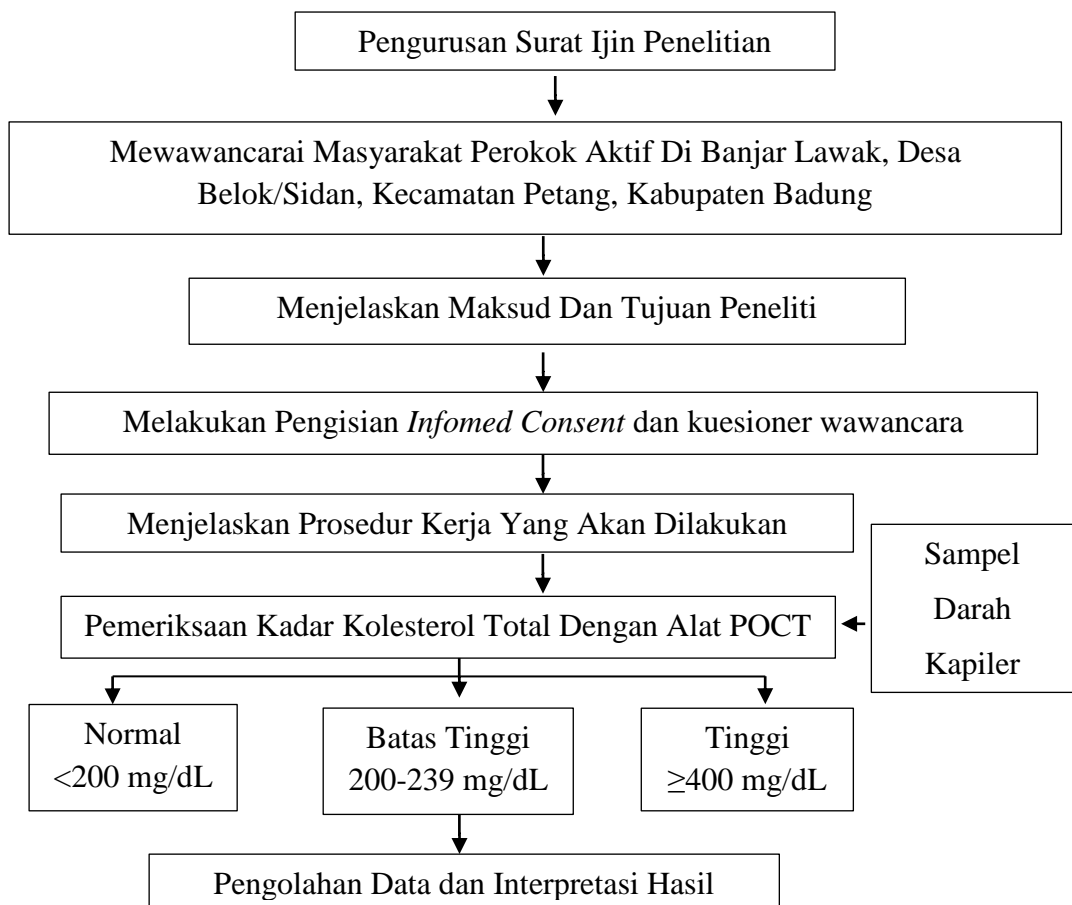 Pengurusan Surat Ijin Penelitian
Mewawancarai Masyarakat Perokok Aktif Di Banjar Lawak, Desa
Belok/Sidan, Kecamatan Petang, Kabupaten Badung
Menjelaskan Maksud Dan Tujuan Peneliti
Melakukan Pengisian Infomed Consent dan kuesioner wawancara
Menjelaskan Prosedur Kerja Yang Akan Dilakukan
Sampel
Darah
Kapiler
Pemeriksaan Kadar Kolesterol Total Dengan Alat POCT
Normal
<200 mg/dL
Batas Tinggi
200-239 mg/dL
Tinggi
≥400 mg/dL
Pengolahan Data dan Interpretasi Hasil